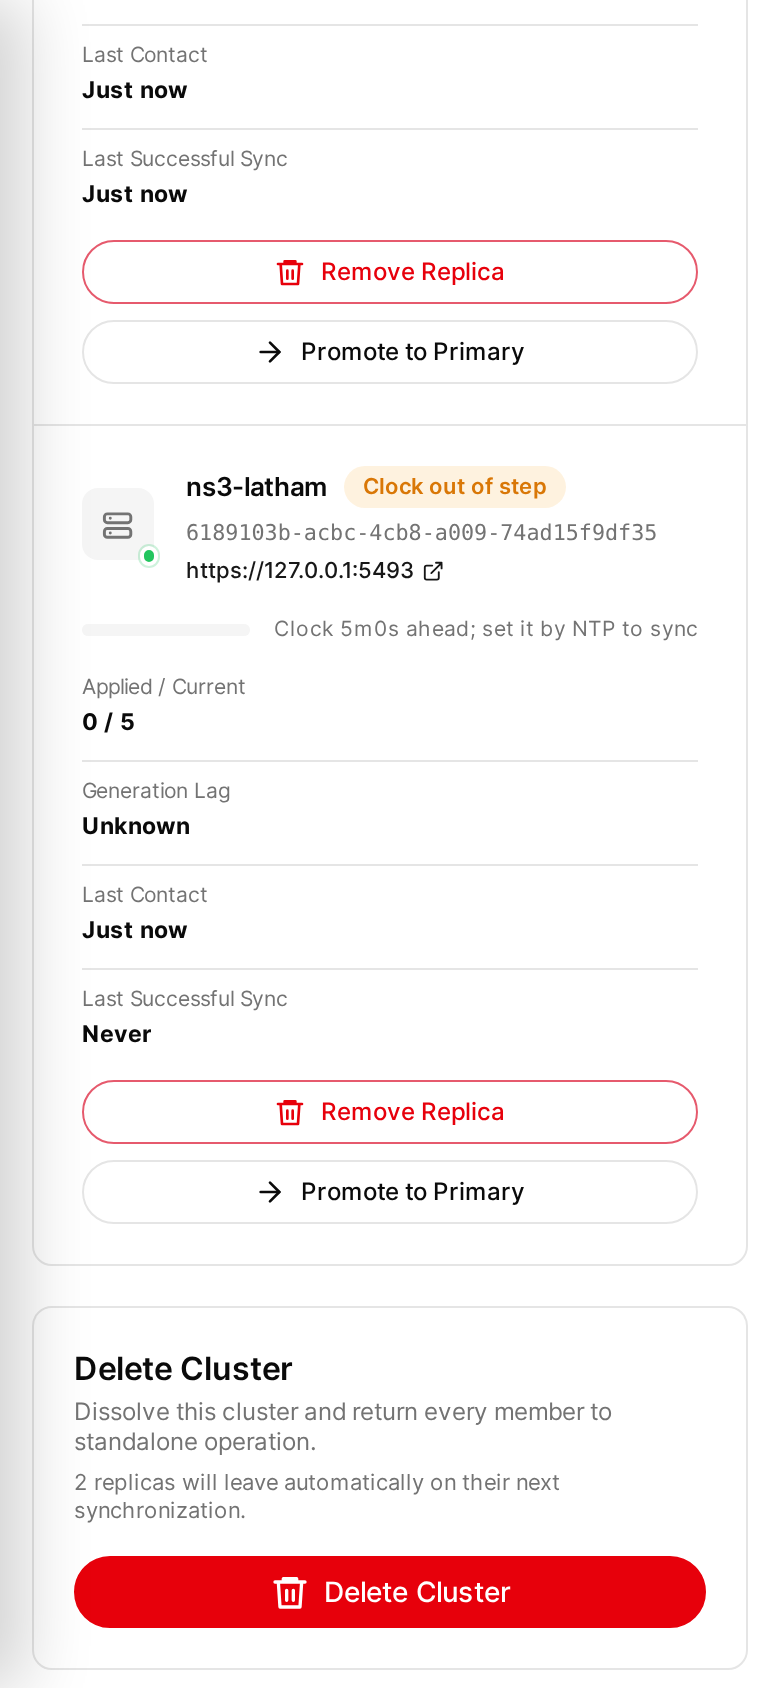 Last Contact
Just now
Last Successful Sync
Just now
Remove Replica
Promote to Primary
ns3-latham Clock out of step
6189103b-acbc-4cb8-a009-74ad15f9df35
https://127.0.0.1:5493
Clock 5m0s ahead; set it by NTP to sync
Applied / Current
0 / 5
Generation Lag
Unknown
Last Contact
Just now
Last Successful Sync
Never
Remove Replica
Promote to Primary
Delete Cluster
Dissolve this cluster and return every member to
standalone operation.
2 replicas will leave automatically on their next
synchronization.
Delete Cluster